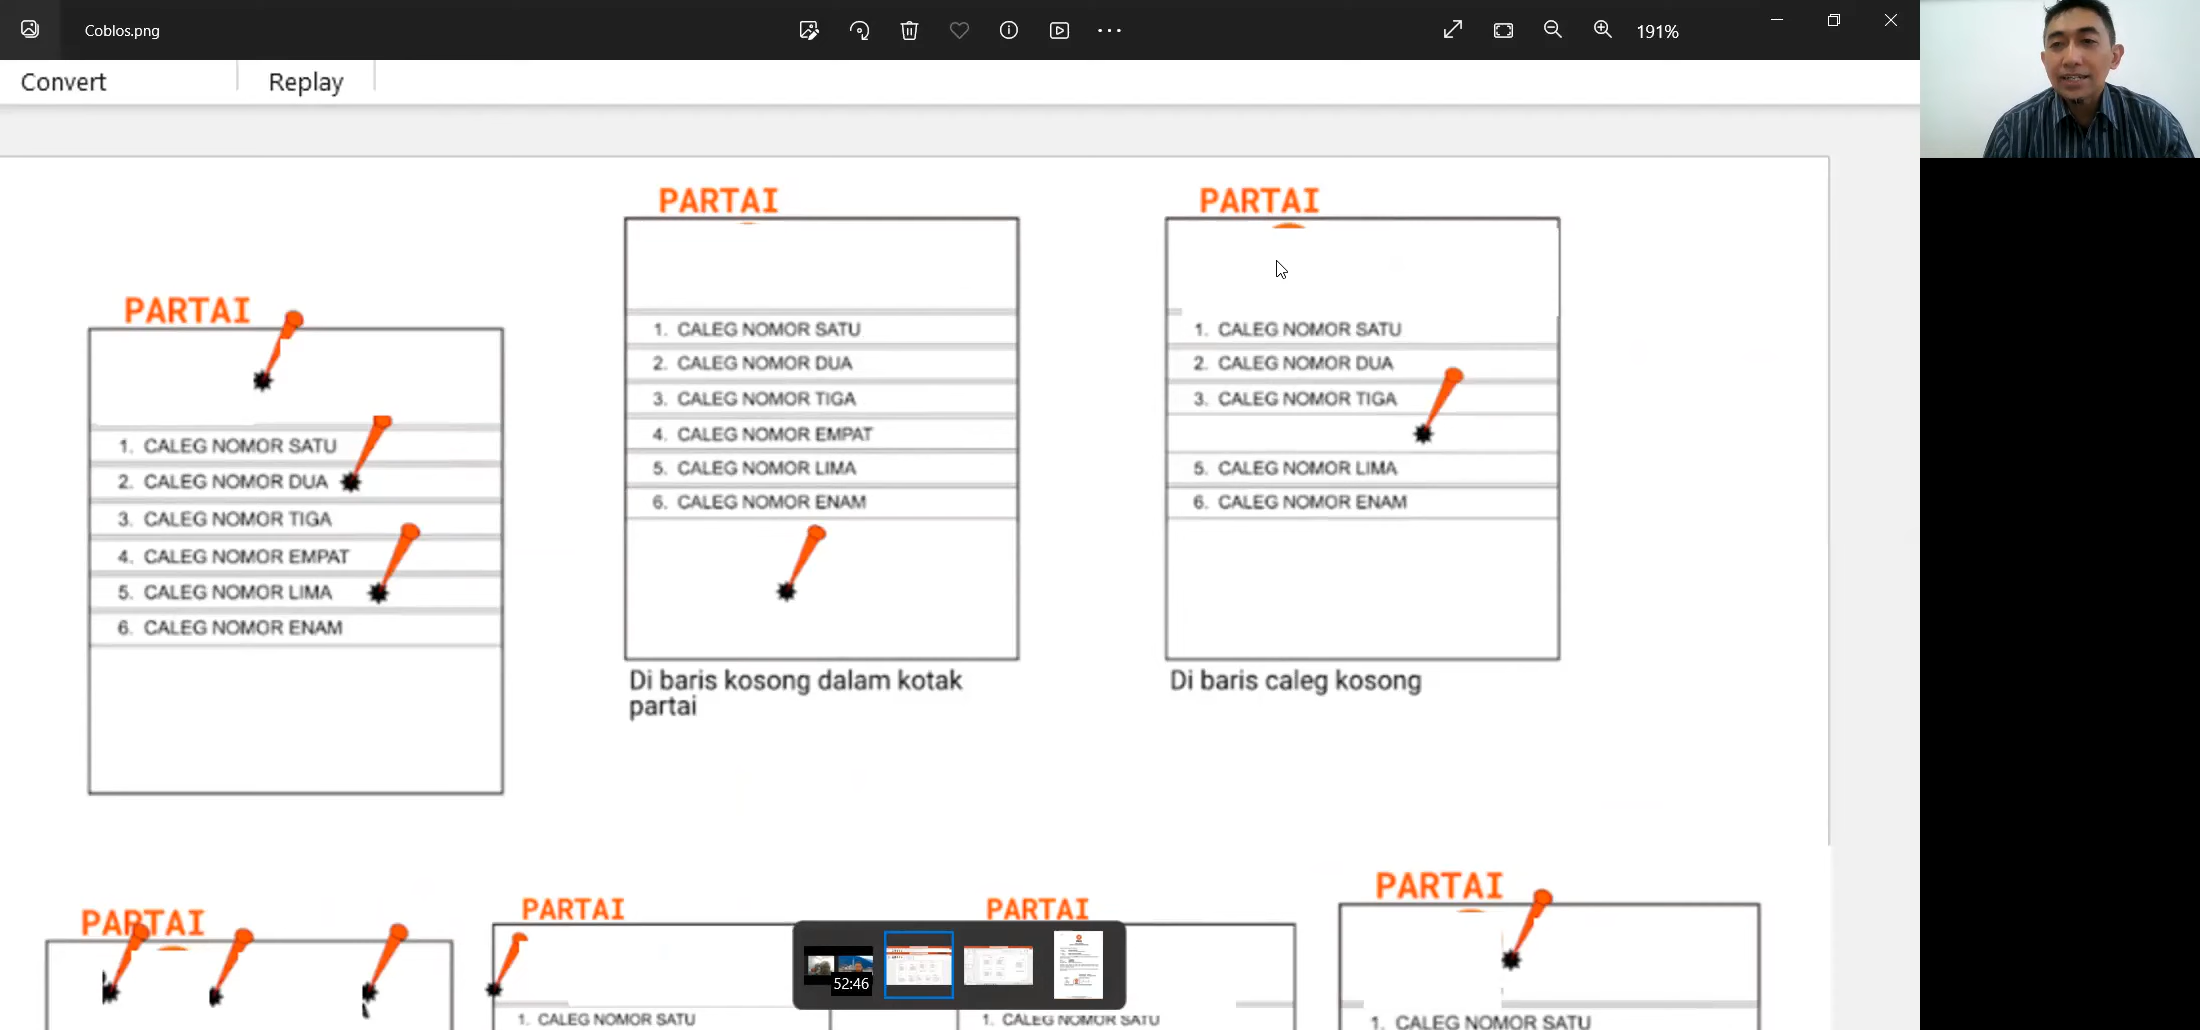 Coblos.png
191%
Convert
Replay
PARTAI
1. CALEG NOMOR SATU
2. CALEG NOMOR DUA
3. CALEG NOMOR TIGA
4. CALEG NOMOR EMPAT
5. CALEG NOMOR LIMA
6. CALEG NOMOR ENAM
PARTAI
1. CALEG NOMOR SATU
2. CALEG NOMOR DUA
3. CALEG NOMOR TIGA
4. CALEG NOMOR EMPAT
5. CALEG NOMOR LIMA
6. CALEG NOMOR ENAM
Di baris kosong dalam kotak
partai
PARTAI
1. CALEG NOMOR SATU
2. CALEG NOMOR DUA
3. CALEG NOMOR TIGA
5. CALEG NOMOR LIMA
6. CALEG NOMOR ENAM
Di baris caleg kosong
PARTAI
PARTAI
1. CALEG NOMOR SATU
PARTAI
1. CALEG NOMOR SATU
PARTAI
1. CALEG NOMOR SATU
52:46